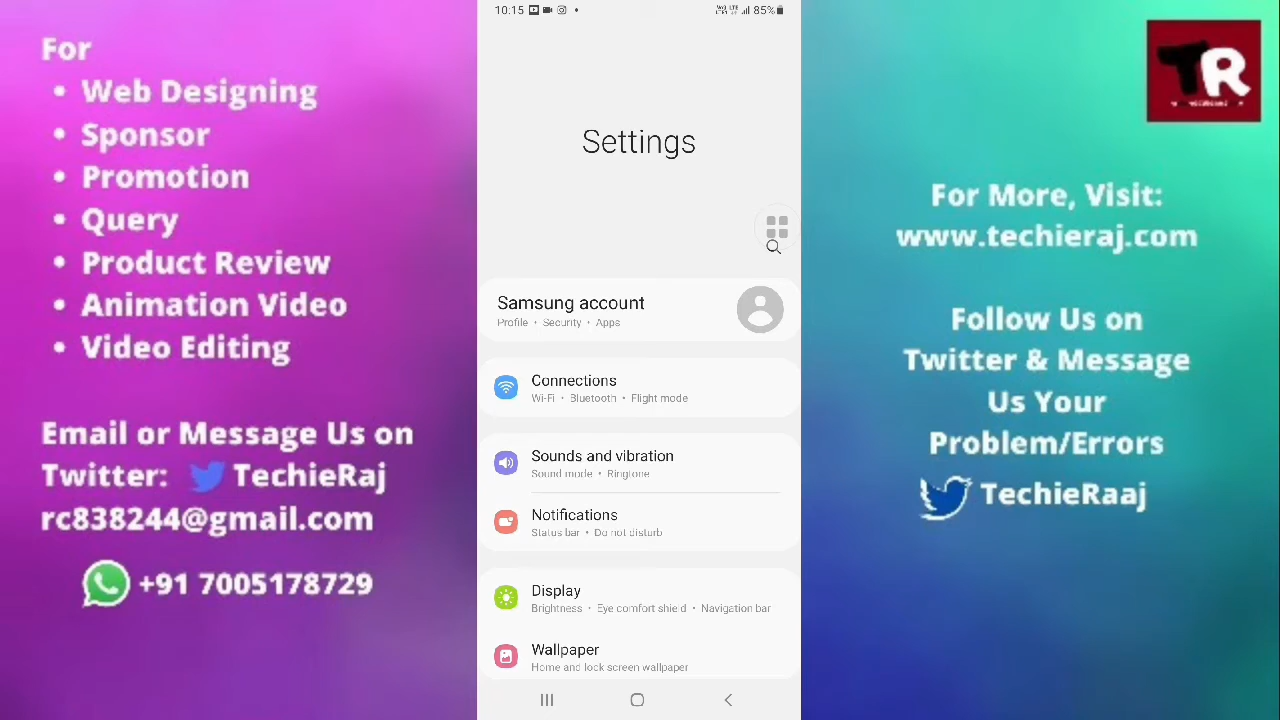 For
• Web Designing
• Sponsor
• Promotion
• Query
• Product Review
• Animation Video
• Video Editing
Email or Message Us on
Twitter: TechieRaj
rc838244@gmail.com
+91 7005178729
10:15
85%
Settings
Samsung account
Profile • Security • Apps
Connections
Wi-Fi • Bluetooth • Flight mode
Sounds and vibration
Sound mode • Ringtone
Notifications
Status bar • Do not disturb
Display
Brightness • Eye comfort shield • Navigation bar
Wallpaper
Home and lock screen wallpaper
TR
For More, Visit:
www.techieraj.com
Follow Us on
Twitter & Message
Us Your
Problem/Errors
TechieRaaj